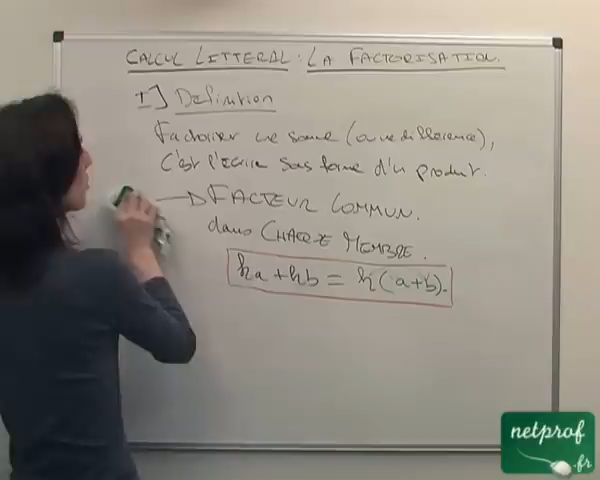 CALCUL LITTERAL : LA FACTORISATION.
I] Définition
Factoriser une somme (ou une différence),
c'est l'écrire sous forme d'un produit.
→ FACTEUR COMMUN.
dans CHAQUE MEMBRE.
ka + kb = k(a+b).
netprof
.fr